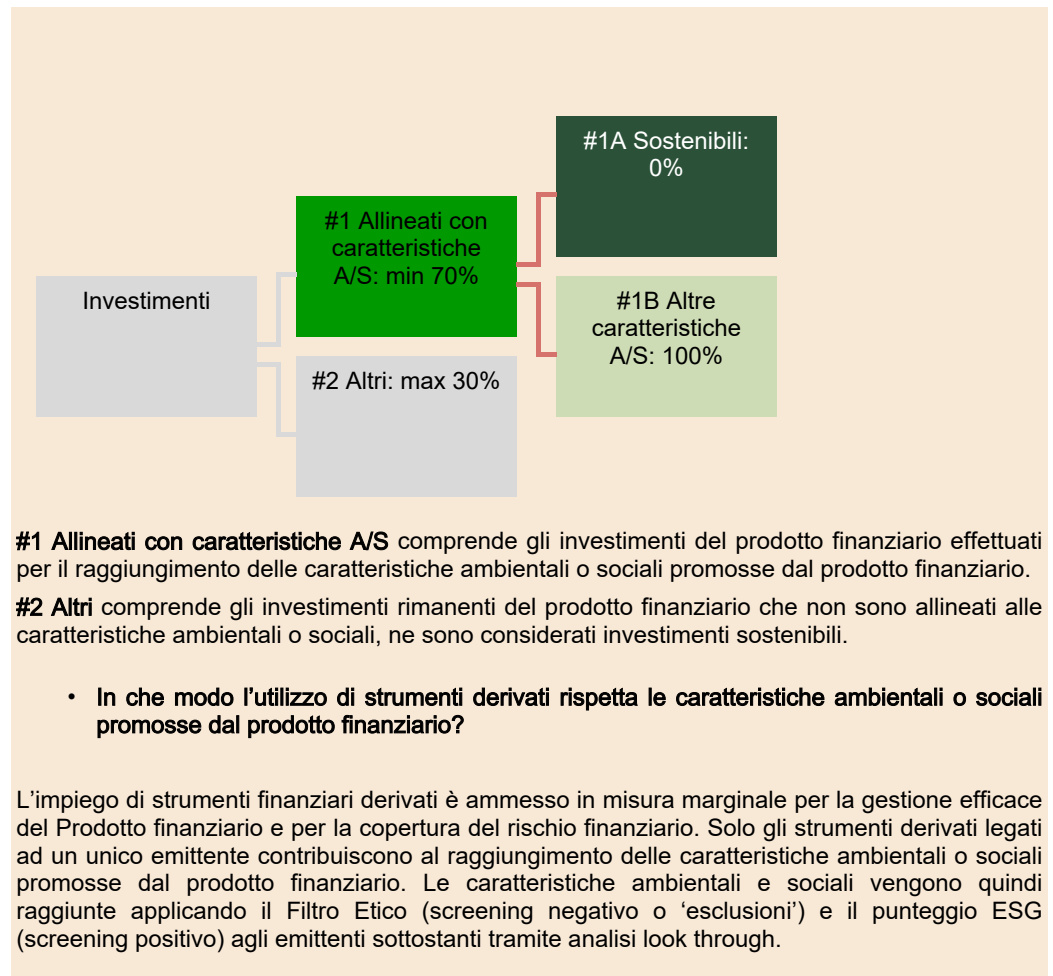 #1A Sostenibili:
0%
#1 Allineati con
caratteristiche
A/S: min 70%
Investimenti
#1B Altre
caratteristiche
A/S: 100%
#2 Altri: max 30%
#1 Allineati con caratteristiche A/S comprende gli investimenti del prodotto finanziario effettuati
per il raggiungimento delle caratteristiche ambientali o sociali promosse dal prodotto finanziario.
#2 Altri comprende gli investimenti rimanenti del prodotto finanziario che non sono allineati alle
caratteristiche ambientali o sociali, ne sono considerati investimenti sostenibili.
• In che modo l’utilizzo di strumenti derivati rispetta le caratteristiche ambientali o sociali
promosse dal prodotto finanziario?
L’impiego di strumenti finanziari derivati è ammesso in misura marginale per la gestione efficace
del Prodotto finanziario e per la copertura del rischio finanziario. Solo gli strumenti derivati legati
ad un unico emittente contribuiscono al raggiungimento delle caratteristiche ambientali o sociali
promosse dal prodotto finanziario. Le caratteristiche ambientali e sociali vengono quindi
raggiunte applicando il Filtro Etico (screening negativo o ‘esclusioni’) e il punteggio ESG
(screening positivo) agli emittenti sottostanti tramite analisi look through.